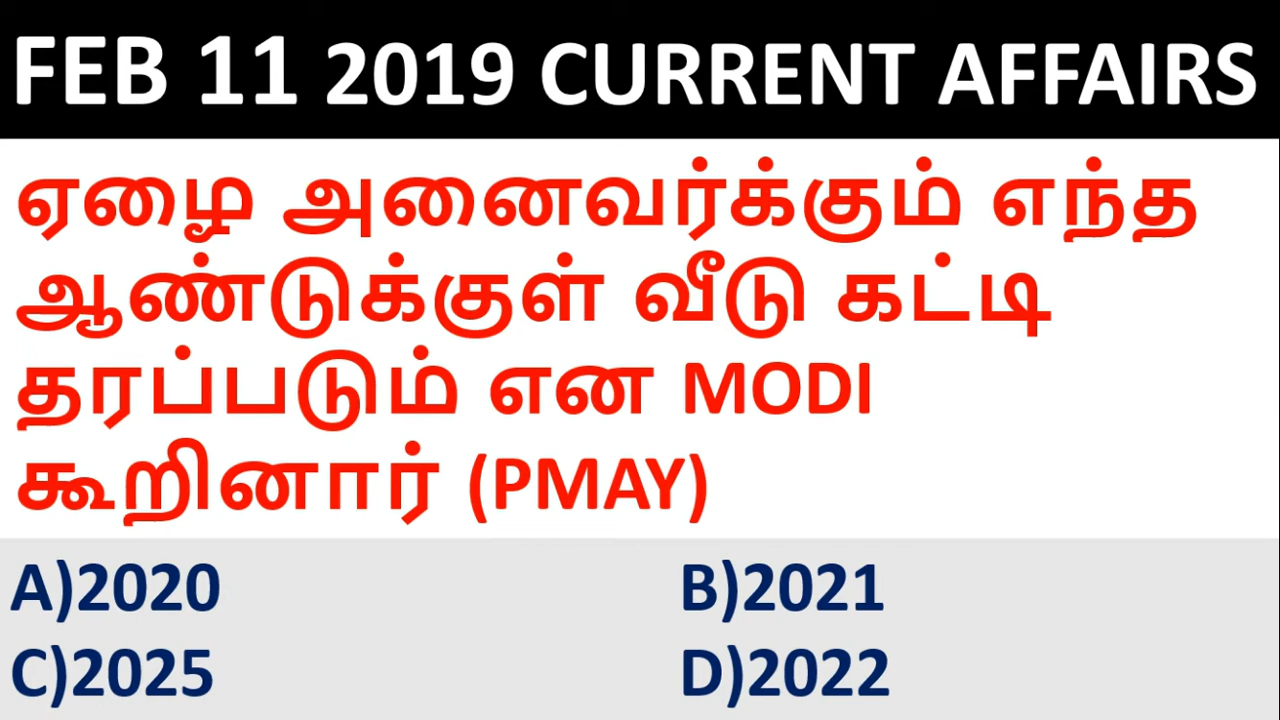 FEB 11 2019 CURRENT AFFAIRS
ஏழை அனைவர்க்கும் எந்த
ஆண்டுக்குள் வீடு கட்டி
தரப்படும் என MODI
கூறினார் (PMAY)
A)2020 B)2021
C)2025 D)2022